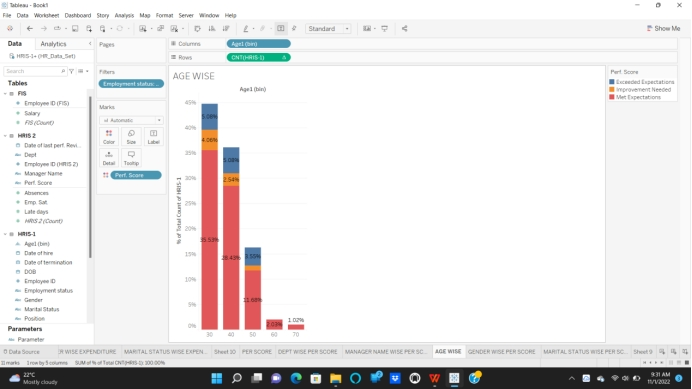 Tableau - Book1
File Data Worksheet Dashboard Story Analysis Map Format Server Window Help
Standard
Show Me
Data Analytics
HRIS-1+ (HR_Data_Set)
Search
Tables
FIS
Employee ID (FIS)
Salary
FIS (Count)
HRIS 2
Date of last perf. Revi...
Dept
Employee ID (HRIS 2)
Manager Name
Perf. Score
Absences
Emp. Sat.
Late days
HRIS 2 (Count)
HRIS-1
Age1 (bin)
Date of hire
Date of termination
DOB
Employee ID
Employment status
Gender
Marital Status
Position
Parameters
Parameter
Pages
Filters
Employment status: ...
Marks
Automatic
Color Size Label
Detail Tooltip
Perf. Score
Columns Age1 (bin)
Rows CNT(HRIS-1)
AGE WISE
Age1 (bin)
% of Total Count of HRIS-1
45%
40%
35%
30%
25%
20%
15%
10%
5%
0%
5.08%
4.06%
35.53%
5.08%
2.54%
28.43%
3.55%
11.68%
2.03%
1.02%
30 40 50 60 70
Perf. Score
Exceeded Expectations
Improvement Needed
Met Expectations
Data Source R WISE EXPENDITURE MARITAL STATUS WISE EXPEN... Sheet 10 PER SCORE DEPT WISE PER SCORE MANAGER NAME WISE PER SC... AGE WISE GENDER WISE PER SCORE MARITAL STATUS WISE PER SC... Sheet 9
1 row by 5 columns SUM of % of Total CNT(HRIS-1): 100.00%
22°C
Mostly cloudy
9:31 AM
11/1/2022